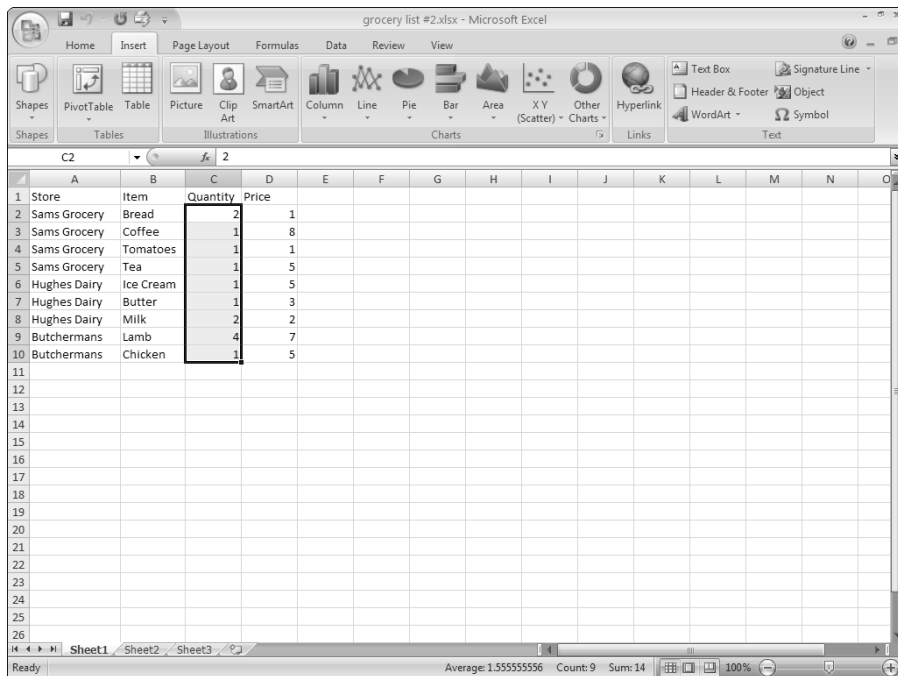 grocery list #2.xlsx - Microsoft Excel
Home Insert Page Layout Formulas Data Review View
Shapes PivotTable Table Picture Clip Art SmartArt Column Line Pie Bar Area X Y (Scatter) Other Charts Hyperlink Text Box Header & Footer WordArt Signature Line Object Symbol
Shapes Tables Illustrations Charts Links Text
C2 fx 2
A B C D E F G H I J K L M N O
1 Store Item Quantity Price
2 Sams Grocery Bread 2 1
3 Sams Grocery Coffee 1 8
4 Sams Grocery Tomatoes 1 1
5 Sams Grocery Tea 1 5
6 Hughes Dairy Ice Cream 1 5
7 Hughes Dairy Butter 1 3
8 Hughes Dairy Milk 2 2
9 Butchermans Lamb 4 7
10 Butchermans Chicken 1 5
11
12
13
14
15
16
17
18
19
20
21
22
23
24
25
26
Sheet1 Sheet2 Sheet3
Ready Average: 1.555555556 Count: 9 Sum: 14 100%